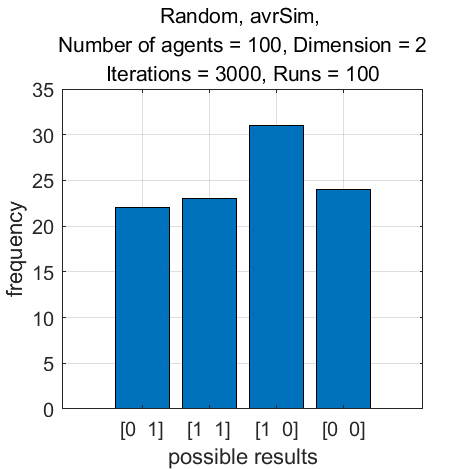 Random, avrSim,
Number of agents = 100, Dimension = 2
Iterations = 3000, Runs = 100
35
30
25
20
15
10
5
0
frequency
[0 1] [1 1] [1 0] [0 0]
possible results